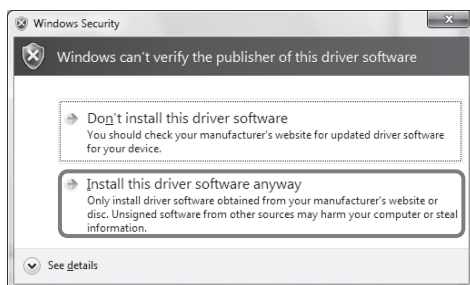 Windows Security
Windows can't verify the publisher of this driver software
Don't install this driver software
You should check your manufacturer's website for updated driver software
for your device.
Install this driver software anyway
Only install driver software obtained from your manufacturer's website or
disc. Unsigned software from other sources may harm your computer or steal
information.
See details